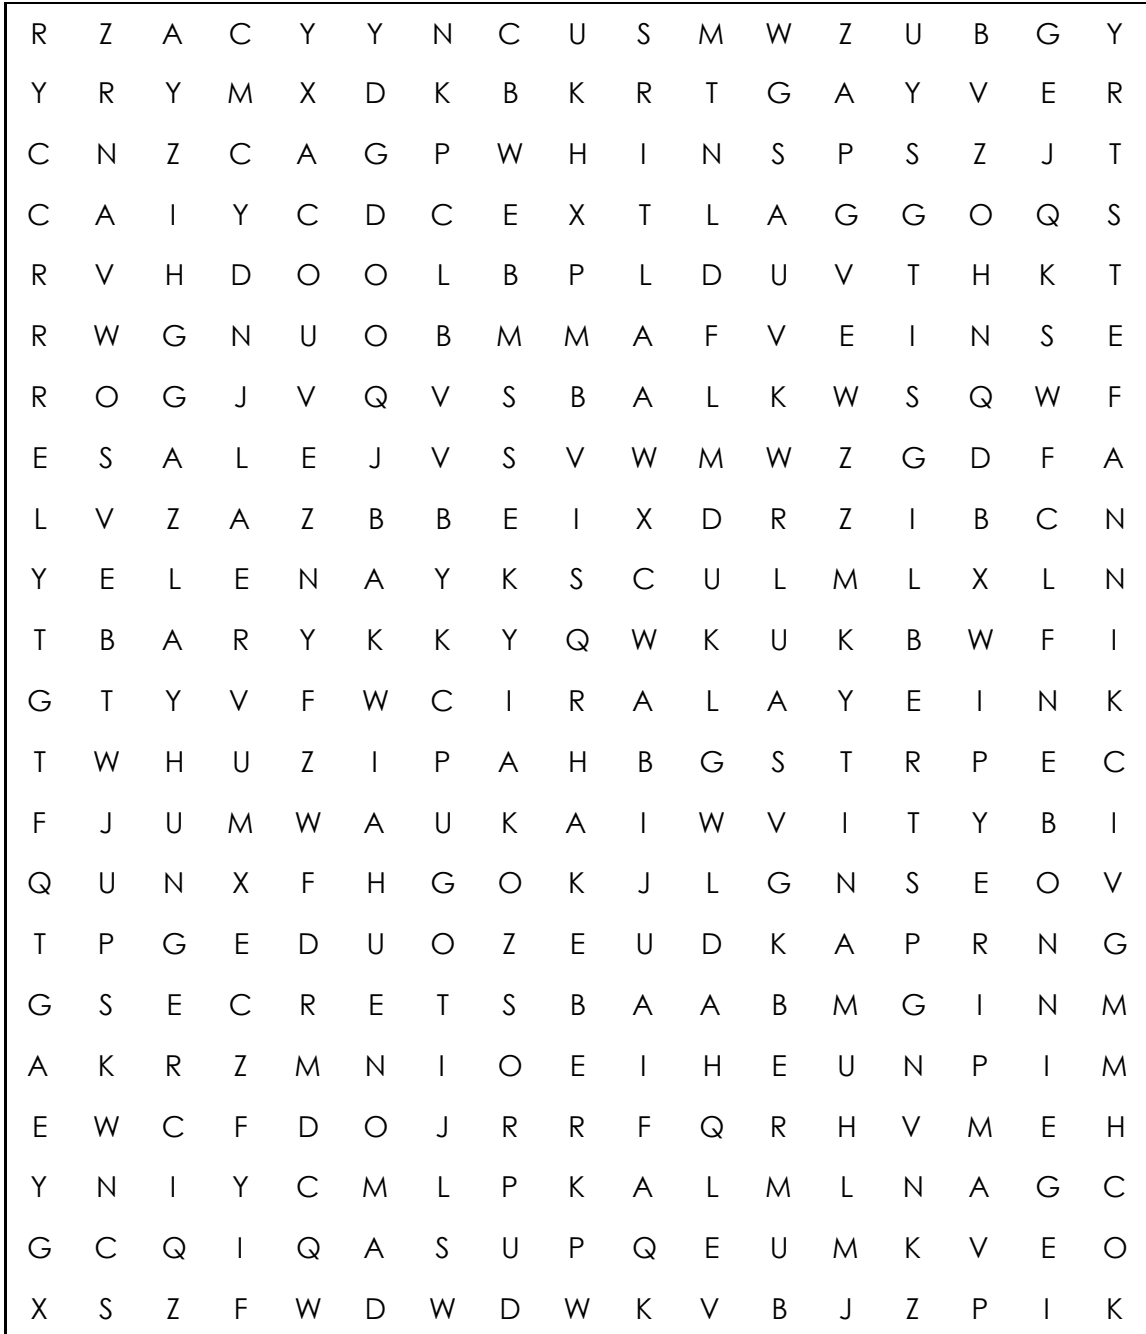 R Z A C Y Y N C U S M W Z U B G Y
Y R Y M X D K B K R T G A Y V E R
C N Z C A G P W H I N S P S Z J T
C A I Y C D C E X T L A G G O Q S
R V H D O O L B P L D U V T H K T
R W G N U O B M M A F V E I N S E
R O G J V Q V S B A L K W S Q W F
E S A L E J V S V W M W Z G D F A
L V Z A Z B B E I X D R Z I B C N
Y E L E N A Y K S C U L M L X L N
T B A R Y K K Y Q W K U K B W F I
G T Y V F W C I R A L A Y E I N K
T W H U Z I P A H B G S T R P E C
F J U M W A U K A I W V I T Y B I
Q U N X F H G O K J L G N S E O V
T P G E D U O Z E U D K A P R N G
G S E C R E T S B A A B M G I N M
A K R Z M N I O E I H E U N P I M
E W C F D O J R R F Q R H V M E H
Y N I Y C M L P K A L M L N A G C
G C Q I Q A S U P Q E U M K V E O
X S Z F W D W D W K V B J Z P I K